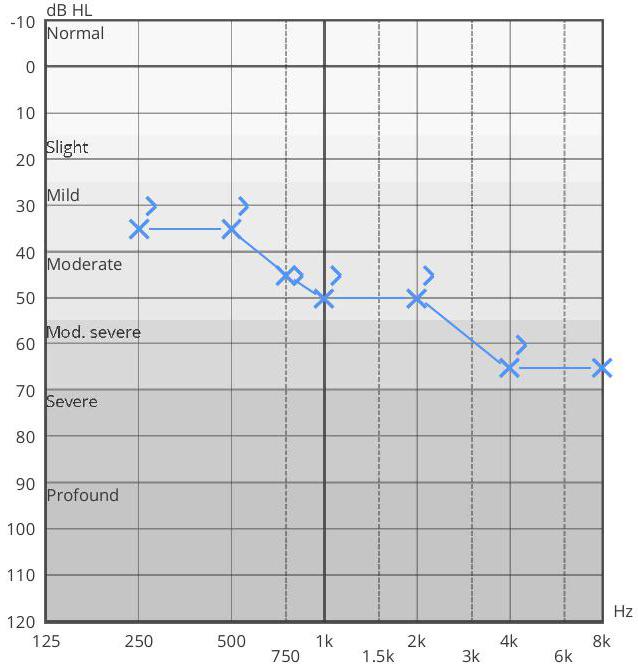 dB HL
-10
Normal
0
10
Slight
20
Mild
30
40
Moderate
50
Mod. severe
60
70
Severe
80
90
Profound
100
110
120
Hz
125 250 500 1k 2k 4k 8k
750 1.5k 3k 6k